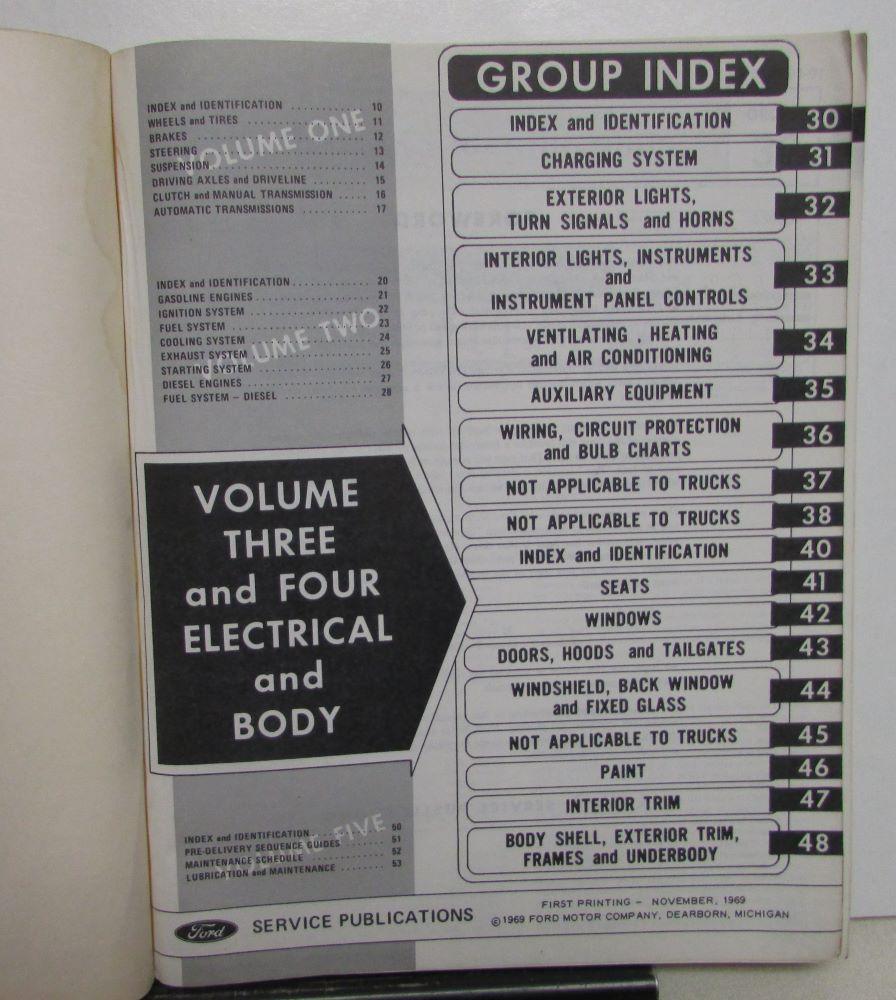 INDEX and IDENTIFICATION .......... 10
WHEELS and TIRES .......... 11
BRAKES .......... 12
STEERING .......... 13
SUSPENSION .......... 14
DRIVING AXLES and DRIVELINE .......... 15
CLUTCH and MANUAL TRANSMISSION ..... 16
AUTOMATIC TRANSMISSIONS .......... 17
VOLUME ONE
INDEX and IDENTIFICATION .......... 20
GASOLINE ENGINES .......... 21
IGNITION SYSTEM .......... 22
FUEL SYSTEM .......... 23
COOLING SYSTEM .......... 24
EXHAUST SYSTEM .......... 25
STARTING SYSTEM .......... 26
DIESEL ENGINES .......... 27
FUEL SYSTEM – DIESEL .......... 28
VOLUME TWO
VOLUME
THREE
and FOUR
ELECTRICAL
and
BODY
INDEX and IDENTIFICATION .......... 50
PRE-DELIVERY SEQUENCE GUIDES .......... 51
MAINTENANCE SCHEDULE .......... 52
LUBRICATION and MAINTENANCE ........ 53
VOLUME FIVE
GROUP INDEX
INDEX and IDENTIFICATION 30
CHARGING SYSTEM 31
EXTERIOR LIGHTS,
TURN SIGNALS and HORNS 32
INTERIOR LIGHTS, INSTRUMENTS
and 33
INSTRUMENT PANEL CONTROLS
VENTILATING , HEATING
and AIR CONDITIONING 34
AUXILIARY EQUIPMENT 35
WIRING, CIRCUIT PROTECTION
and BULB CHARTS 36
NOT APPLICABLE TO TRUCKS 37
NOT APPLICABLE TO TRUCKS 38
INDEX and IDENTIFICATION 40
SEATS 41
WINDOWS 42
DOORS, HOODS and TAILGATES 43
WINDSHIELD, BACK WINDOW
and FIXED GLASS 44
NOT APPLICABLE TO TRUCKS 45
PAINT 46
INTERIOR TRIM 47
BODY SHELL, EXTERIOR TRIM,
FRAMES and UNDERBODY 48
Ford SERVICE PUBLICATIONS
FIRST PRINTING – NOVEMBER, 1969
©1969 FORD MOTOR COMPANY, DEARBORN, MICHIGAN